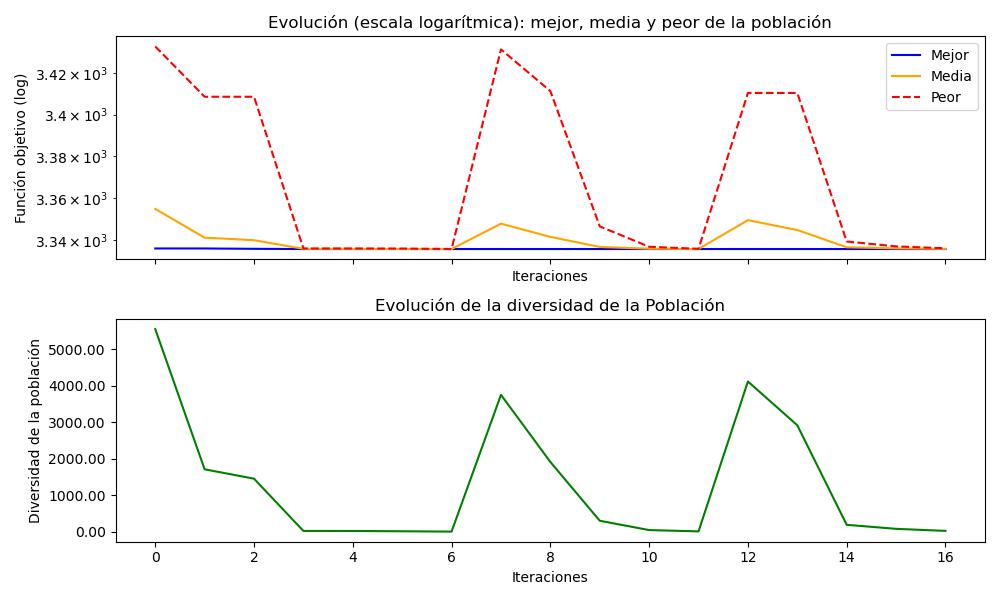 Evolución (escala logarítmica): mejor, media y peor de la población
Función objetivo (log)
3.42 × 10³
3.4 × 10³
3.38 × 10³
3.36 × 10³
3.34 × 10³
Mejor
Media
Peor
Iteraciones
Evolución de la diversidad de la Población
Diversidad de la población
5000.00
4000.00
3000.00
2000.00
1000.00
0.00
0 2 4 6 8 10 12 14 16
Iteraciones